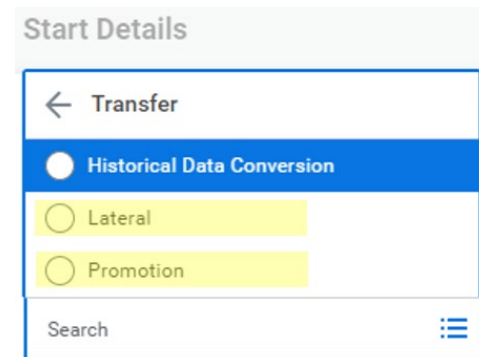 Start Details
Transfer
Historical Data Conversion
Lateral
Promotion
Search